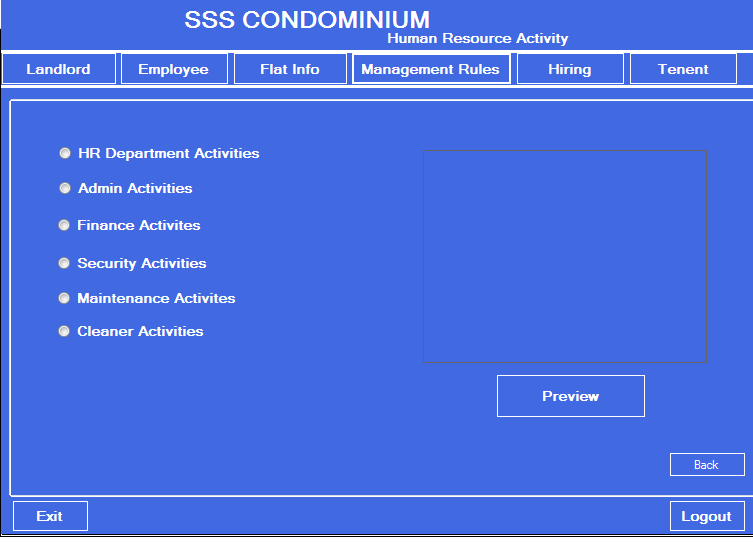 SSS CONDOMINIUM
Human Resource Activity
Landlord Employee Flat Info Management Rules Hiring Tenent
HR Department Activities
Admin Activities
Finance Activites
Security Activities
Maintenance Activites
Cleaner Activities
Preview
Back
Exit Logout